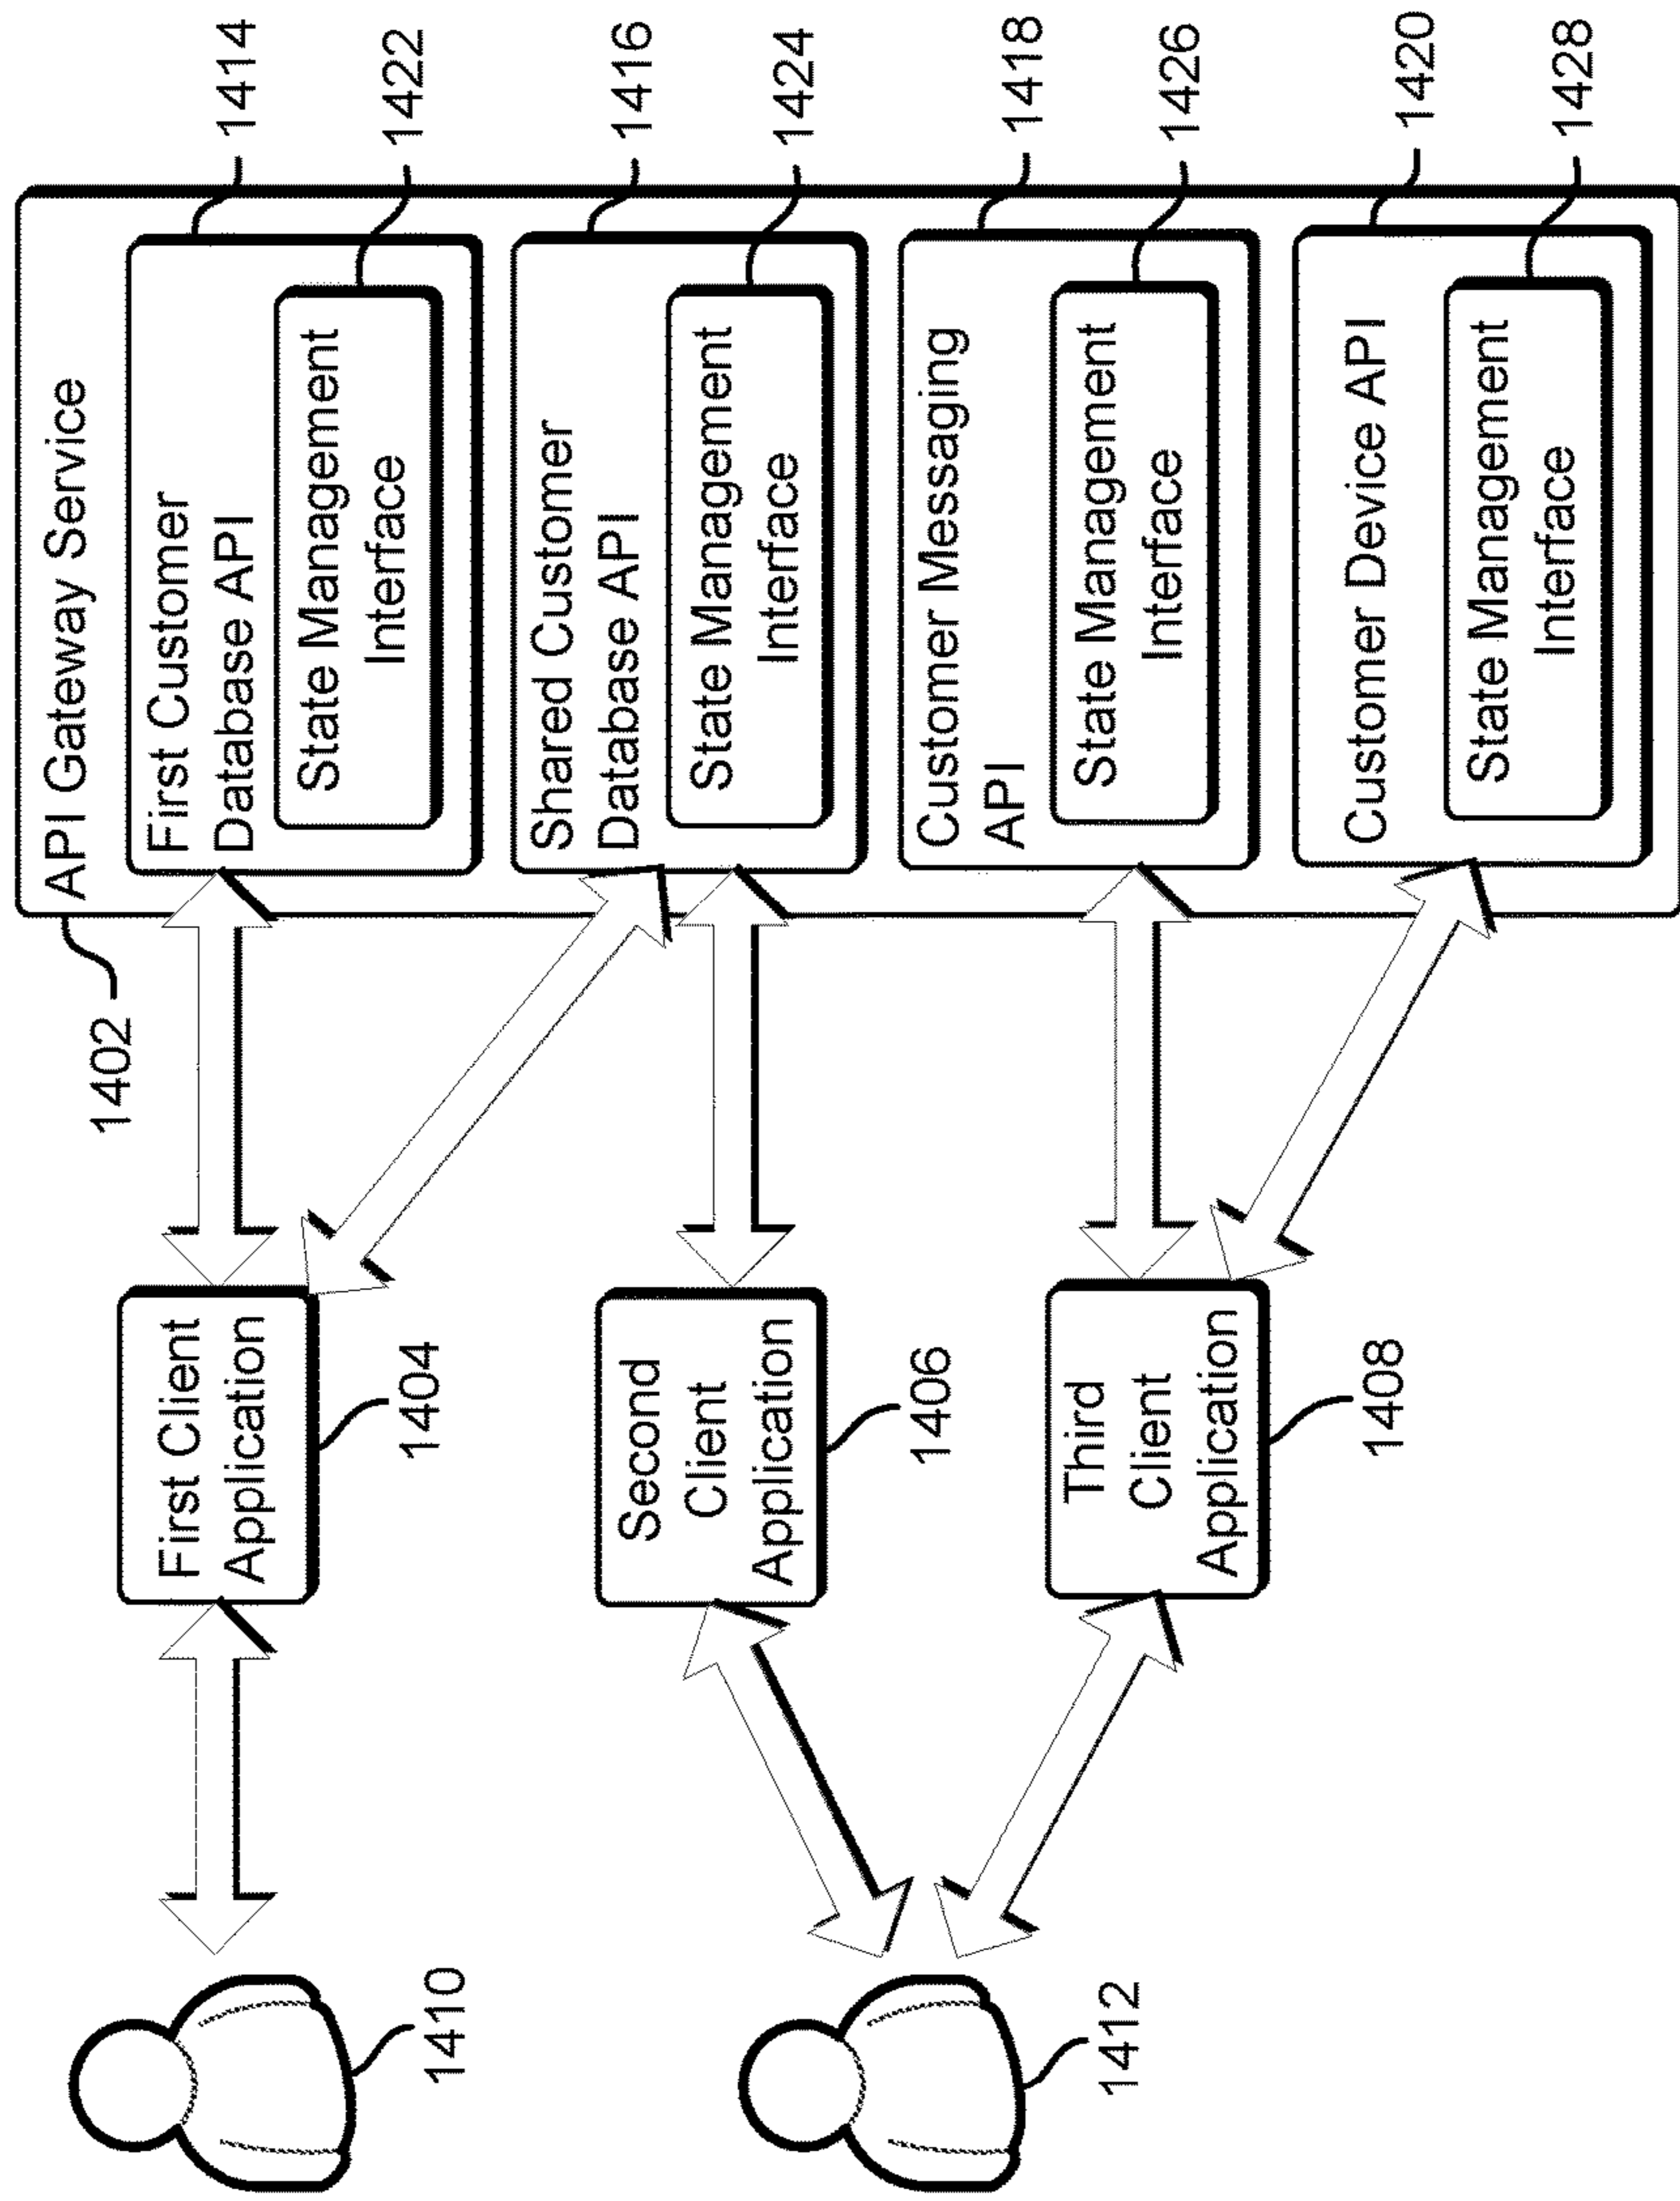 API Gateway Service
1402
First Customer
Database API
1414
State Management
Interface
1422
Shared Customer
Database API
1416
State Management
Interface
1424
Customer Messaging
API
1418
State Management
Interface
1426
Customer Device API
1420
State Management
Interface
1428
First Client
Application
1404
Second
Client
Application
1406
Third
Client
Application
1408
1410
1412